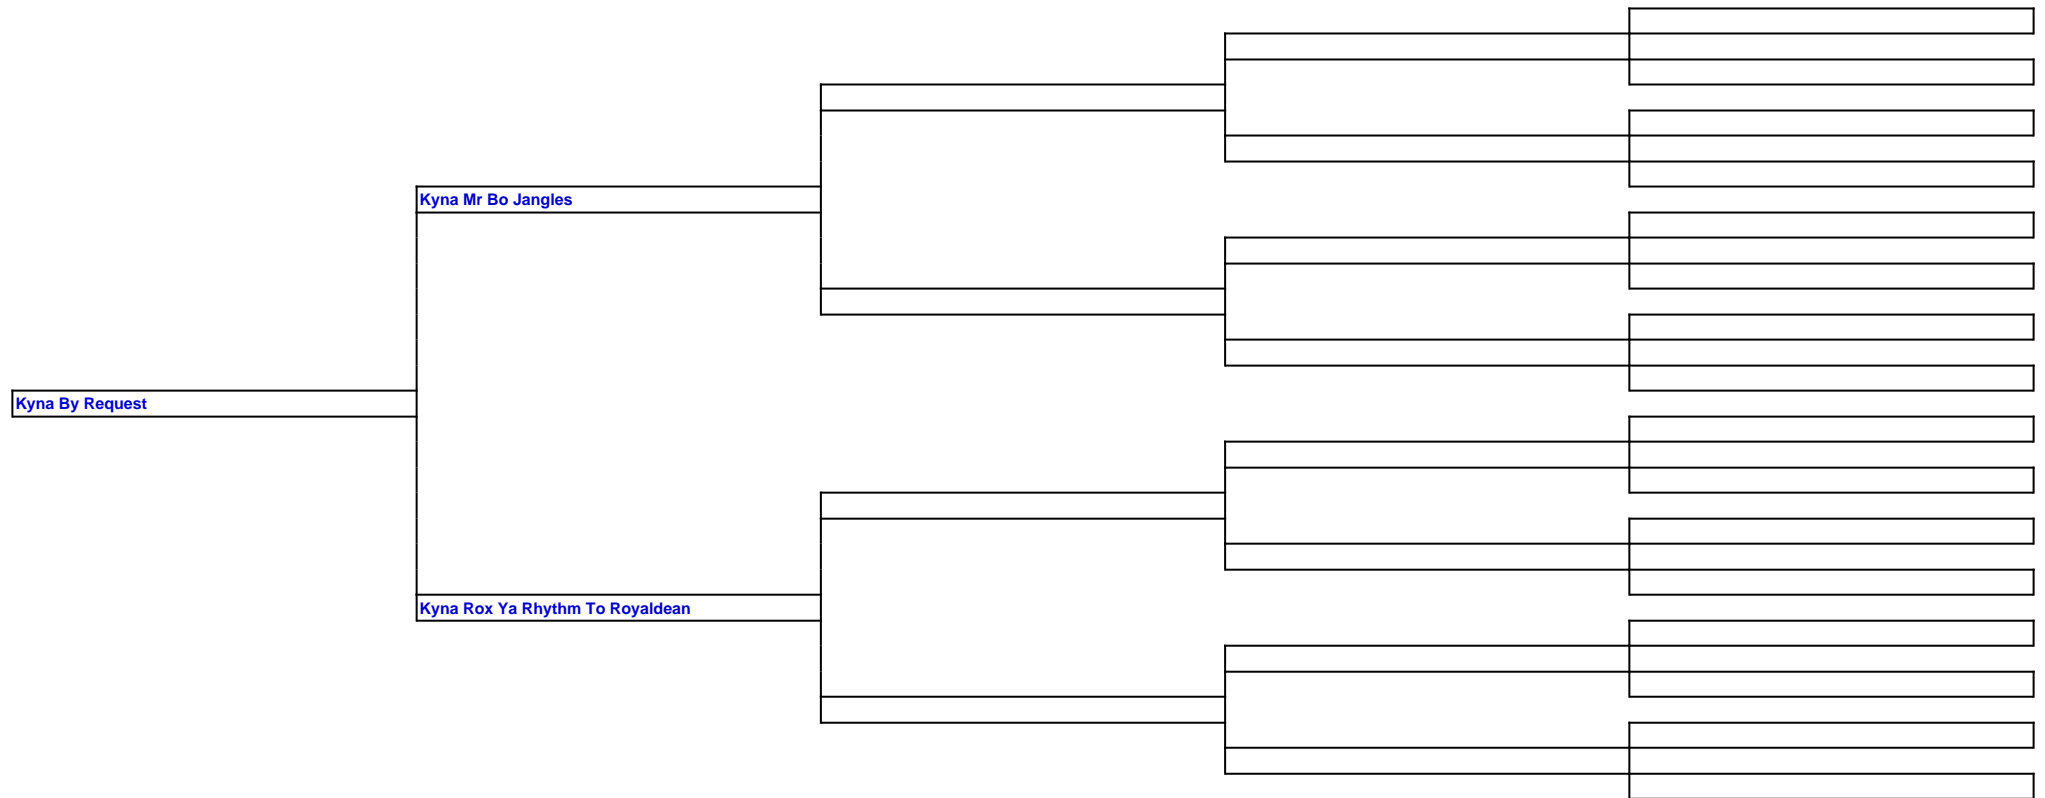 Kyna Mr Bo Jangles
Kyna By Request
Kyna Rox Ya Rhythm To Royaldean